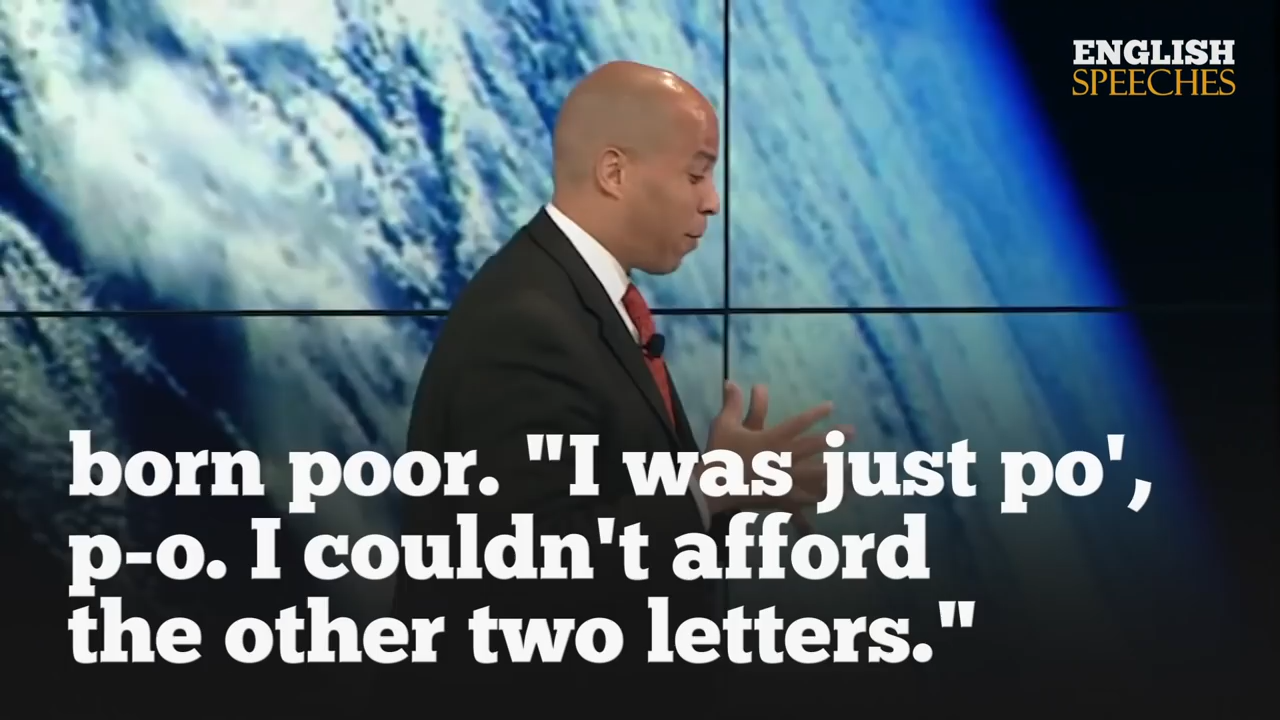 ENGLISH
SPEECHES
born poor. "I was just po',
p-o. I couldn't afford
the other two letters."